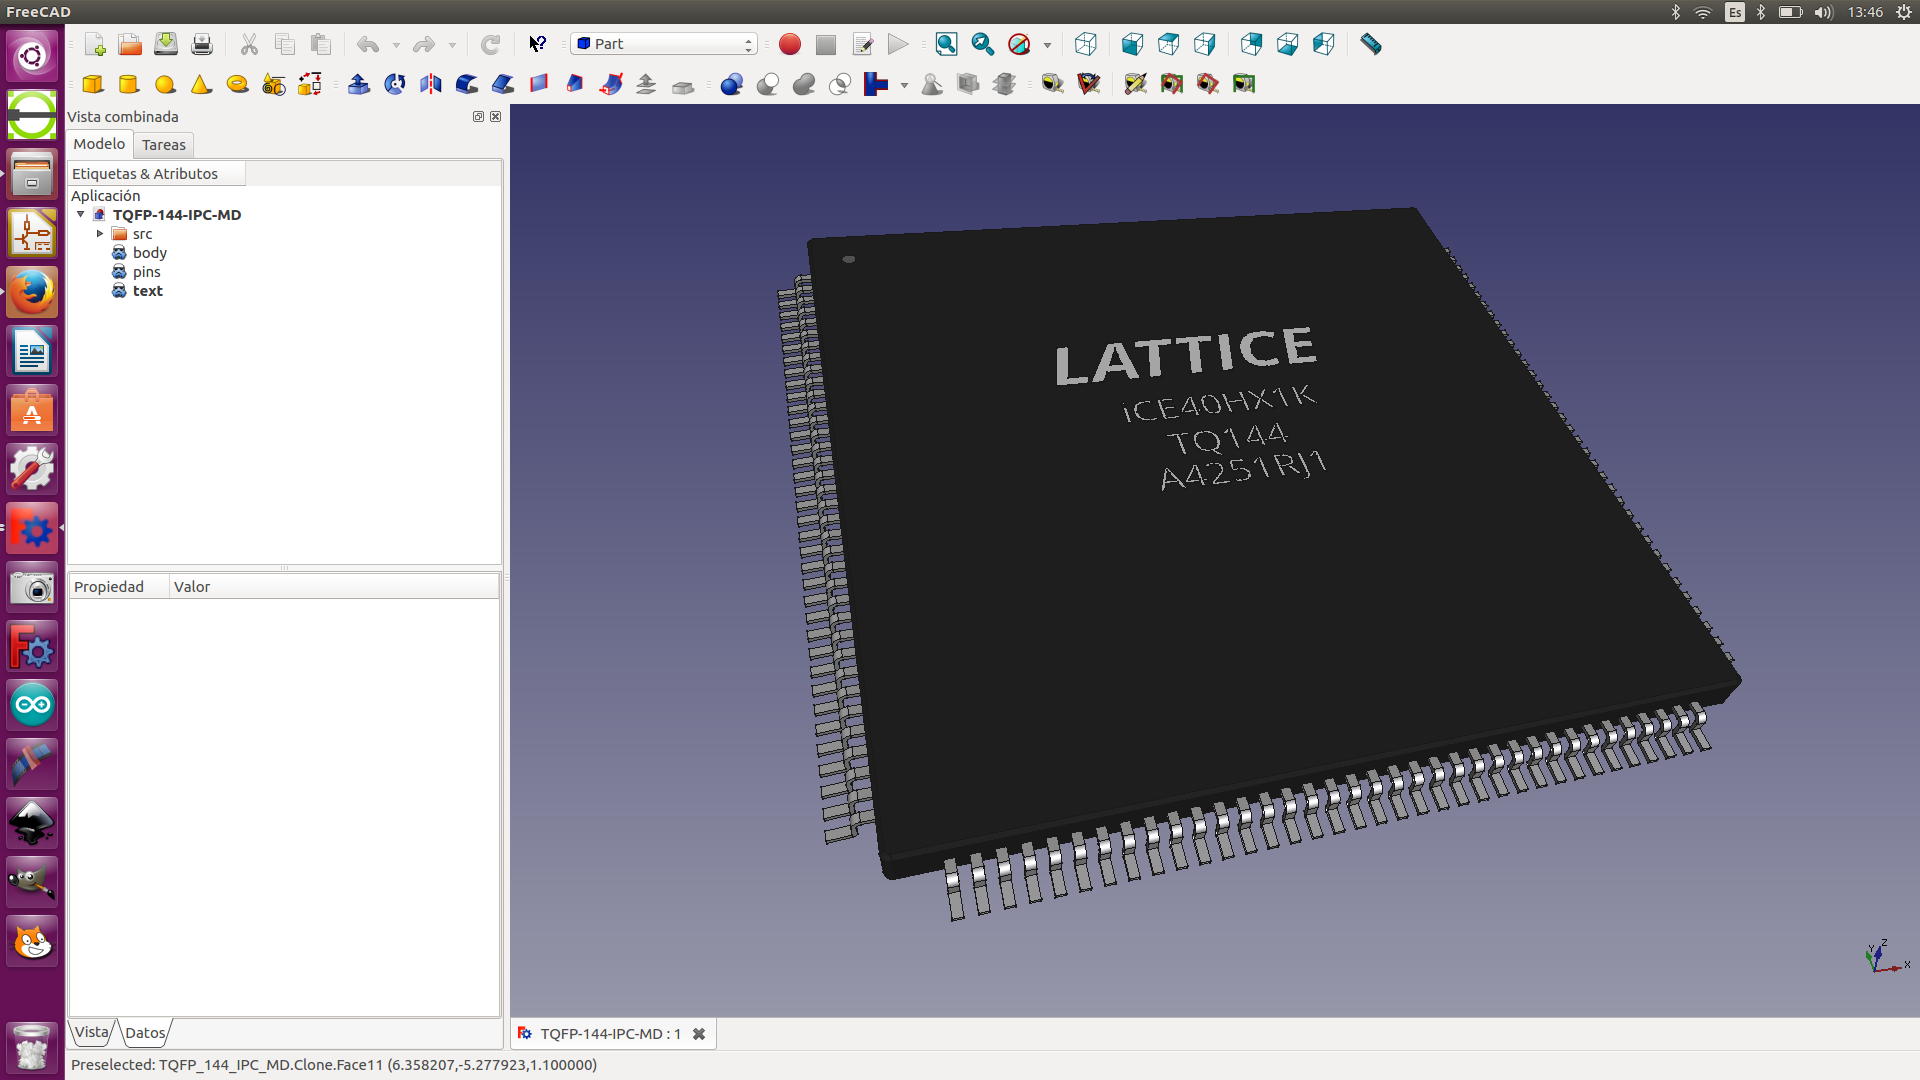 FreeCAD
Es
13:46
Part
Vista combinada
Modelo
Tareas
Etiquetas & Atributos
Aplicación
TQFP-144-IPC-MD
src
body
pins
text
Propiedad
Valor
LATTICE
iCE40HX1K
TQ144
A4251RJ1
Y
Z
X
Vista
Datos
TQFP-144-IPC-MD : 1
Preselected: TQFP_144_IPC_MD.Clone.Face11 (6.358207,-5.277923,1.100000)